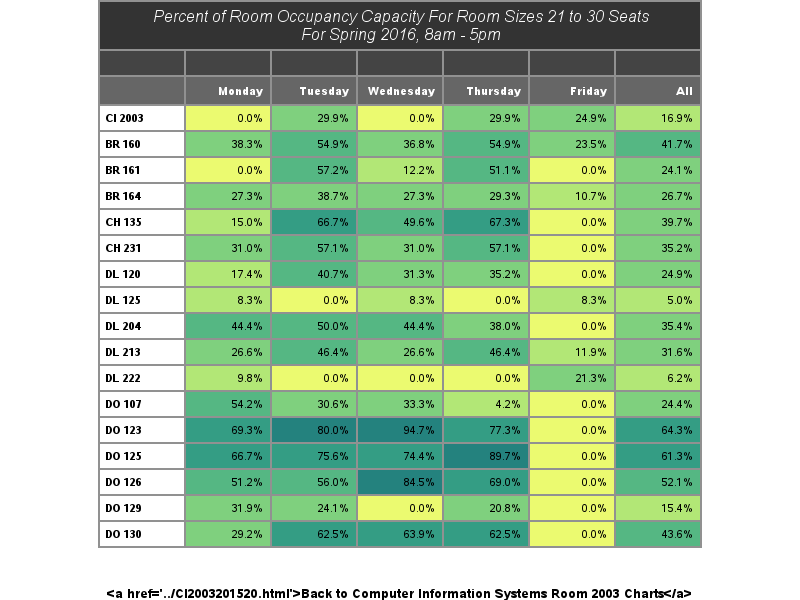 Percent of Room Occupancy Capacity For Room Sizes 21 to 30 Seats
For Spring 2016, 8am - 5pm
Monday Tuesday Wednesday Thursday Friday All
CI 2003 0.0% 29.9% 0.0% 29.9% 24.9% 16.9%
BR 160 38.3% 54.9% 36.8% 54.9% 23.5% 41.7%
BR 161 0.0% 57.2% 12.2% 51.1% 0.0% 24.1%
BR 164 27.3% 38.7% 27.3% 29.3% 10.7% 26.7%
CH 135 15.0% 66.7% 49.6% 67.3% 0.0% 39.7%
CH 231 31.0% 57.1% 31.0% 57.1% 0.0% 35.2%
DL 120 17.4% 40.7% 31.3% 35.2% 0.0% 24.9%
DL 125 8.3% 0.0% 8.3% 0.0% 8.3% 5.0%
DL 204 44.4% 50.0% 44.4% 38.0% 0.0% 35.4%
DL 213 26.6% 46.4% 26.6% 46.4% 11.9% 31.6%
DL 222 9.8% 0.0% 0.0% 0.0% 21.3% 6.2%
DO 107 54.2% 30.6% 33.3% 4.2% 0.0% 24.4%
DO 123 69.3% 80.0% 94.7% 77.3% 0.0% 64.3%
DO 125 66.7% 75.6% 74.4% 89.7% 0.0% 61.3%
DO 126 51.2% 56.0% 84.5% 69.0% 0.0% 52.1%
DO 129 31.9% 24.1% 0.0% 20.8% 0.0% 15.4%
DO 130 29.2% 62.5% 63.9% 62.5% 0.0% 43.6%
<a href='../CI2003201520.html'>Back to Computer Information Systems Room 2003 Charts</a>